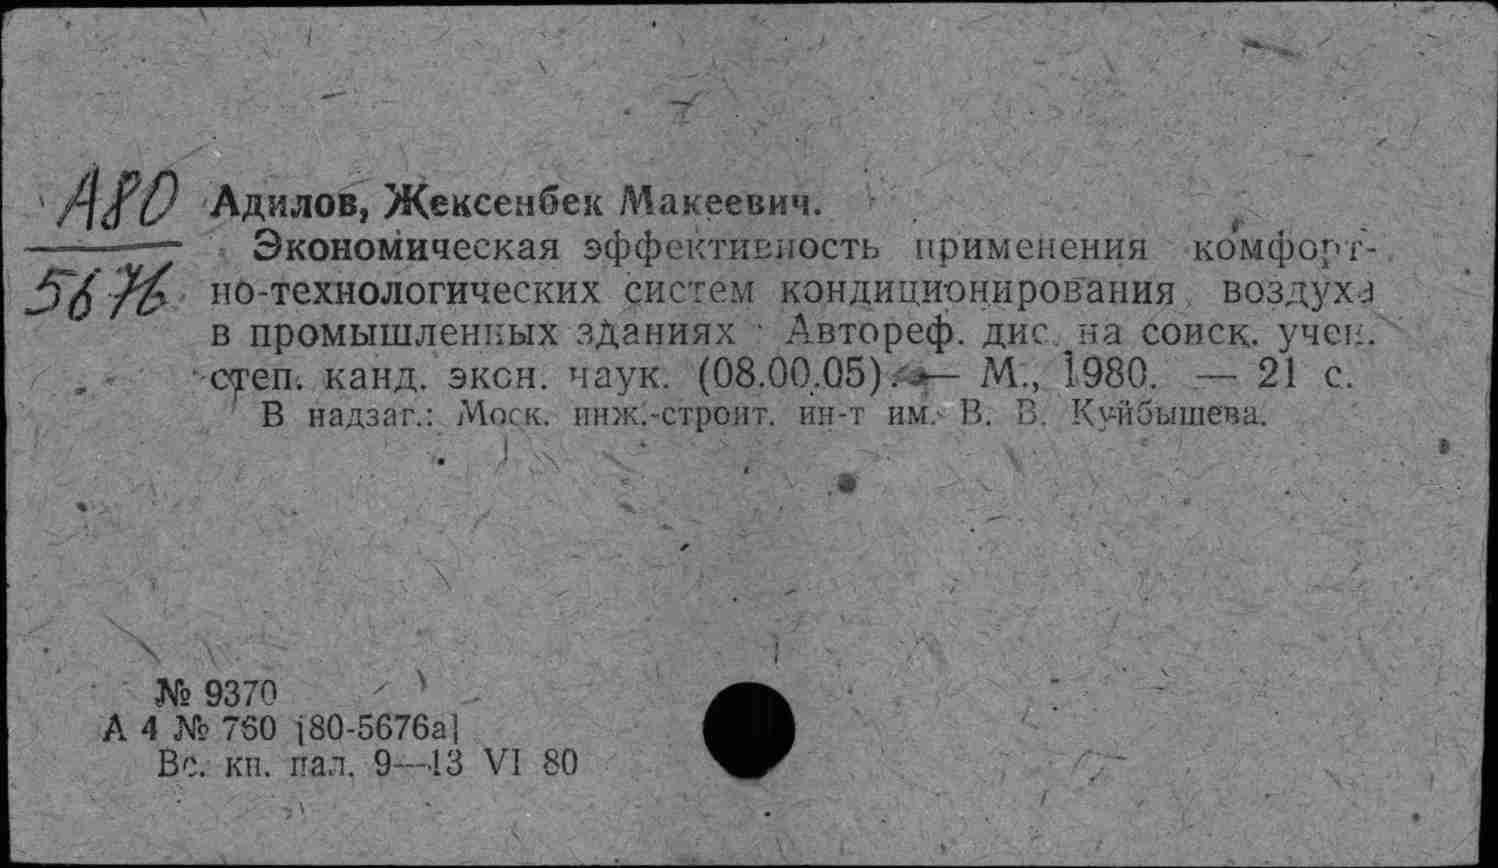 А80
5676
Адилов, Жексенбек Макеевич.
Экономическая эффективность применения комфорт-
но-технологических систем кондиционирования воздуха
в промышленных зданиях : Автореф. дис. на соиск. учен.
степ. канд. экон. наук. (08.00.05). — М., 1980. — 21 с.
В надзаг.: Моск. инж.-строит. ин-т им. В. В. Куйбышева.
№ 9370
А 4 № 760 [80-5676а]
Вс. кн. пал. 9—13 VI 80